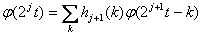 φ(2^j t) = ∑_k h_{j+1}(k) φ(2^{j+1} t − k)